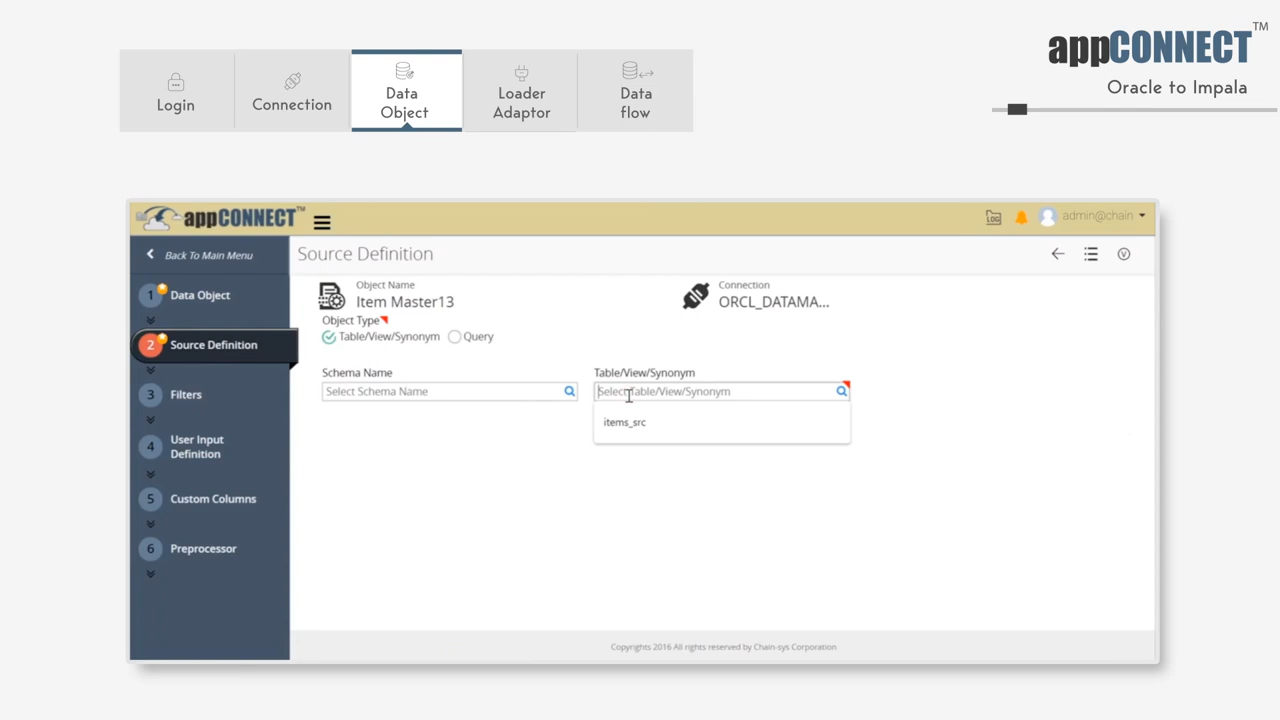 appCONNECT™
Oracle to Impala
Login
Connection
Data
Object
Loader
Adaptor
Data
flow
appCONNECT™
LOG
admin@chain
Back To Main Menu
Source Definition
V
1 Data Object
2 Source Definition
3 Filters
4 User Input
Definition
5 Custom Columns
6 Preprocessor
Object Name
Item Master13
Connection
ORCL_DATAMA...
Object Type
Table/View/Synonym Query
Schema Name
Select Schema Name
Table/View/Synonym
Select Table/View/Synonym
items_src
Copyrights 2016 All rights reserved by Chain-sys Corporation